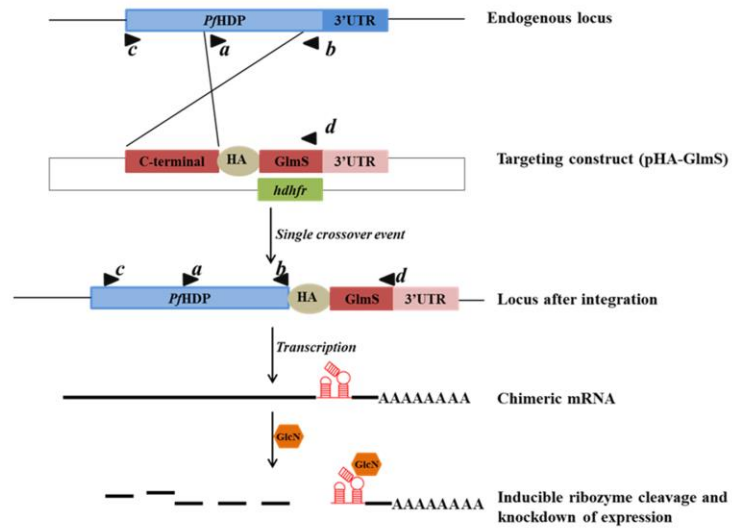 PfHDP 3'UTR Endogenous locus
c a b
d
C-terminal HA GlmS 3'UTR Targeting construct (pHA-GlmS)
hdhfr
Single crossover event
c a b d
PfHDP HA GlmS 3'UTR Locus after integration
Transcription
AAAAAAAA Chimeric mRNA
GlcN
GlcN
AAAAAAAA Inducible ribozyme cleavage and
knockdown of expression